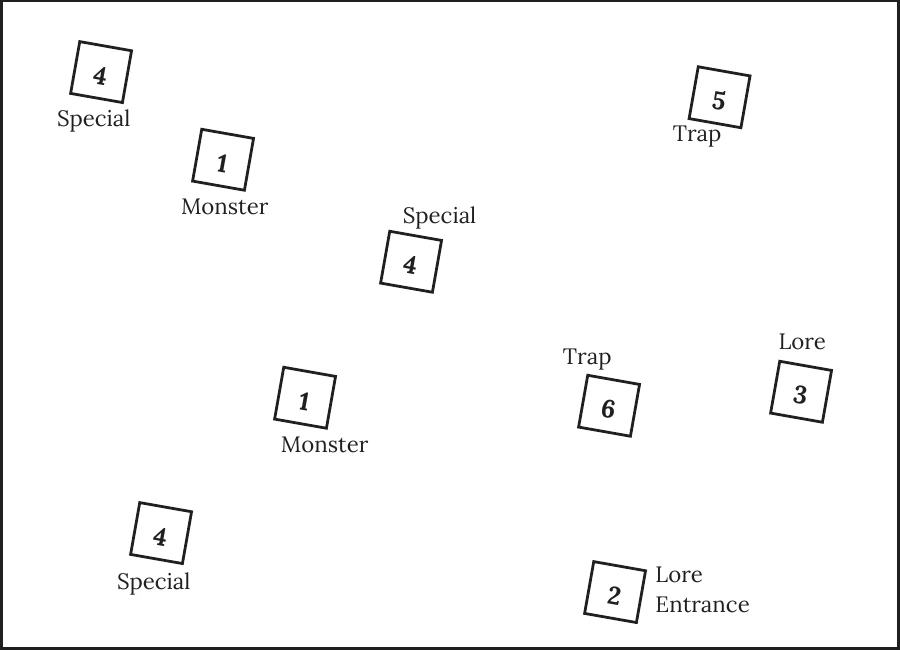 4
Special
5
Trap
1
Monster
Special
4
Lore
3
Trap
6
1
Monster
4
Special
2
Lore
Entrance